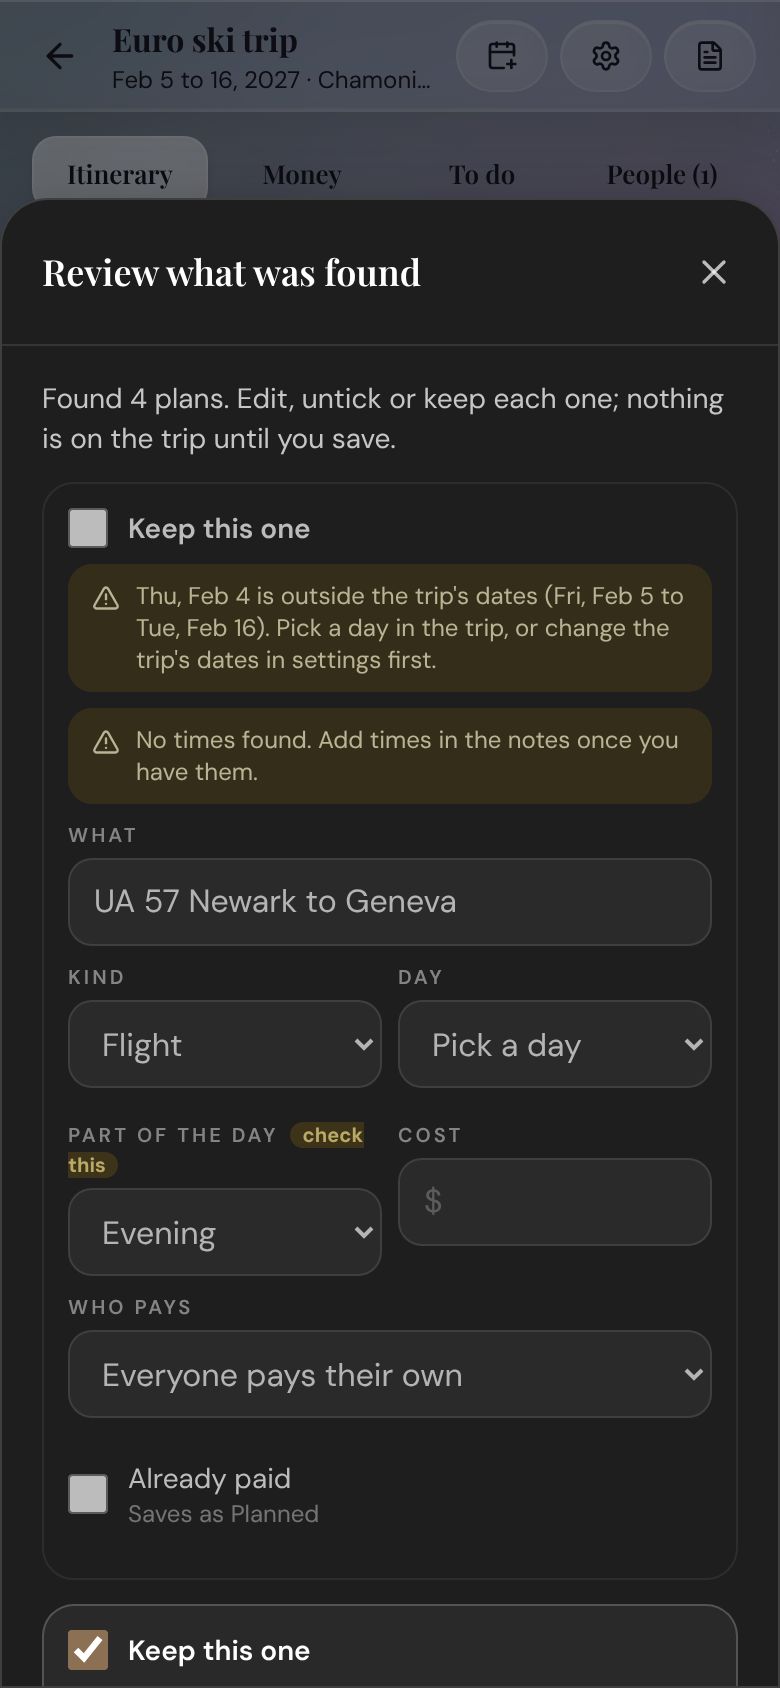 Euro ski trip
Feb 5 to 16, 2027 · Chamoni...
Itinerary
Money
To do
People (1)
Review what was found
Found 4 plans. Edit, untick or keep each one; nothing
is on the trip until you save.
Keep this one
Thu, Feb 4 is outside the trip's dates (Fri, Feb 5 to
Tue, Feb 16). Pick a day in the trip, or change the
trip's dates in settings first.
No times found. Add times in the notes once you
have them.
WHAT
UA 57 Newark to Geneva
KIND
DAY
Flight
Pick a day
PART OF THE DAY check
this
COST
$
Evening
WHO PAYS
Everyone pays their own
Already paid
Saves as Planned
Keep this one